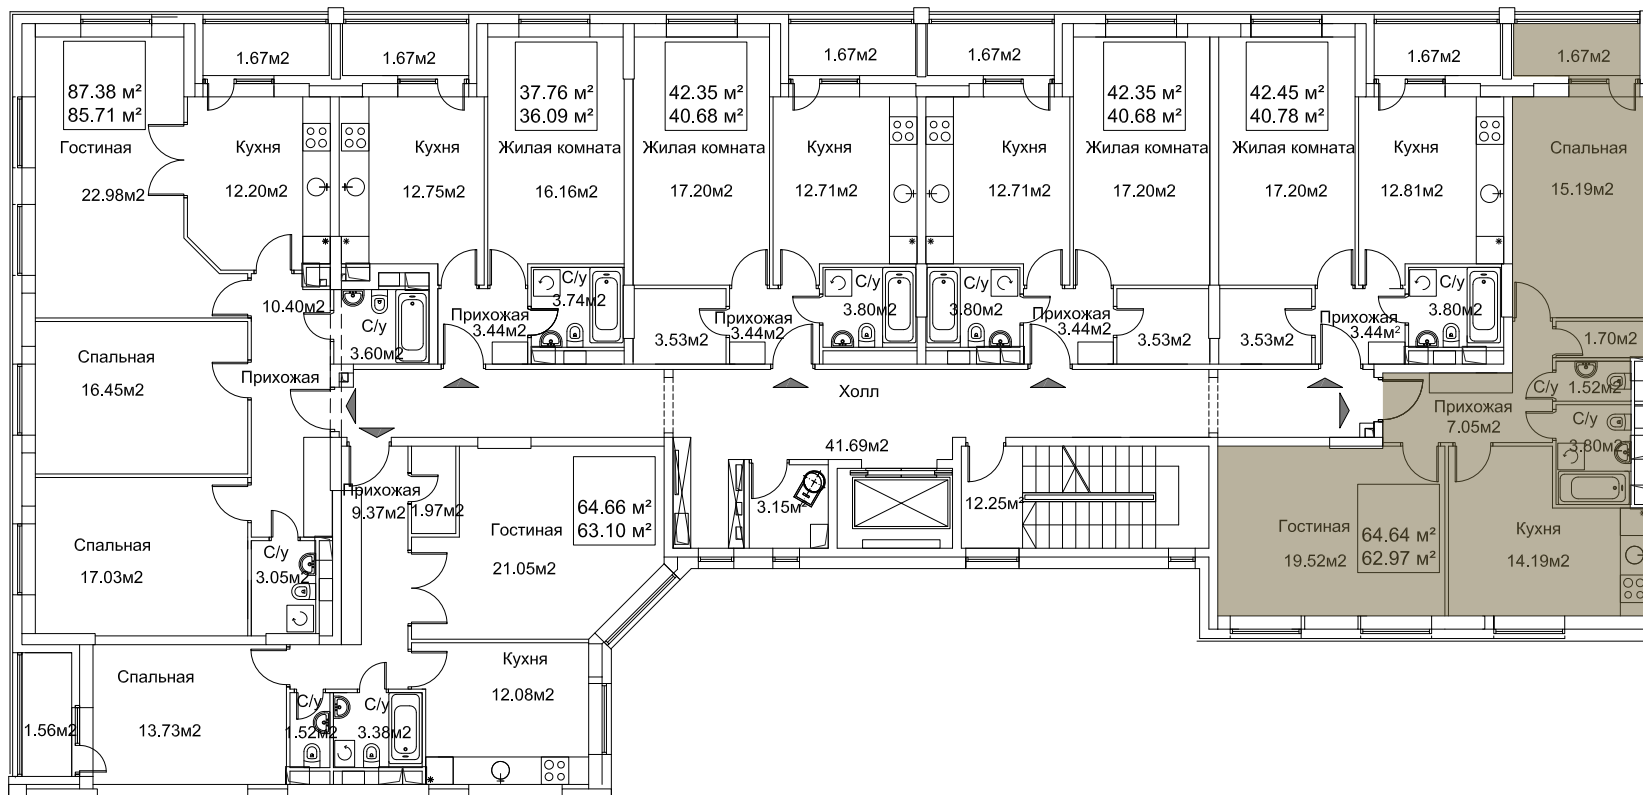 1.67м2
1.67м2
1.67м2
1.67м2
1.67м2
1.67м2
87.38 м²
85.71 м²
37.76 м²
36.09 м²
42.35 м²
40.68 м²
42.35 м²
40.68 м²
42.45 м²
40.78 м²
Гостиная
22.98м2
Кухня
12.20м2
Кухня
12.75м2
Жилая комната
16.16м2
Жилая комната
17.20м2
Кухня
12.71м2
Кухня
12.71м2
Жилая комната
17.20м2
Жилая комната
17.20м2
Кухня
12.81м2
Спальная
15.19м2
10.40м2
С/у
3.60м2
Прихожая
3.44м2
С/у
3.74м2
3.53м2
Прихожая
3.44м2
С/у
3.80м2
С/у
3.80м2
Прихожая
3.44м2
3.53м2
3.53м2
Прихожая
3.44м²
С/у
3.80м2
1.70м2
Спальная
16.45м2
Прихожая
Холл
41.69м2
С/у
1.52м2
Прихожая
7.05м2
С/у
3.80м2
Прихожая
9.37м2
1.97м2
Гостиная
21.05м2
64.66 м²
63.10 м²
3.15м²
12.25м²
Гостиная
19.52м2
64.64 м²
62.97 м²
Кухня
14.19м2
Спальная
17.03м2
С/у
3.05м2
Спальная
13.73м2
1.56м2
С/у
1.52м2
С/у
3.38м2
Кухня
12.08м2